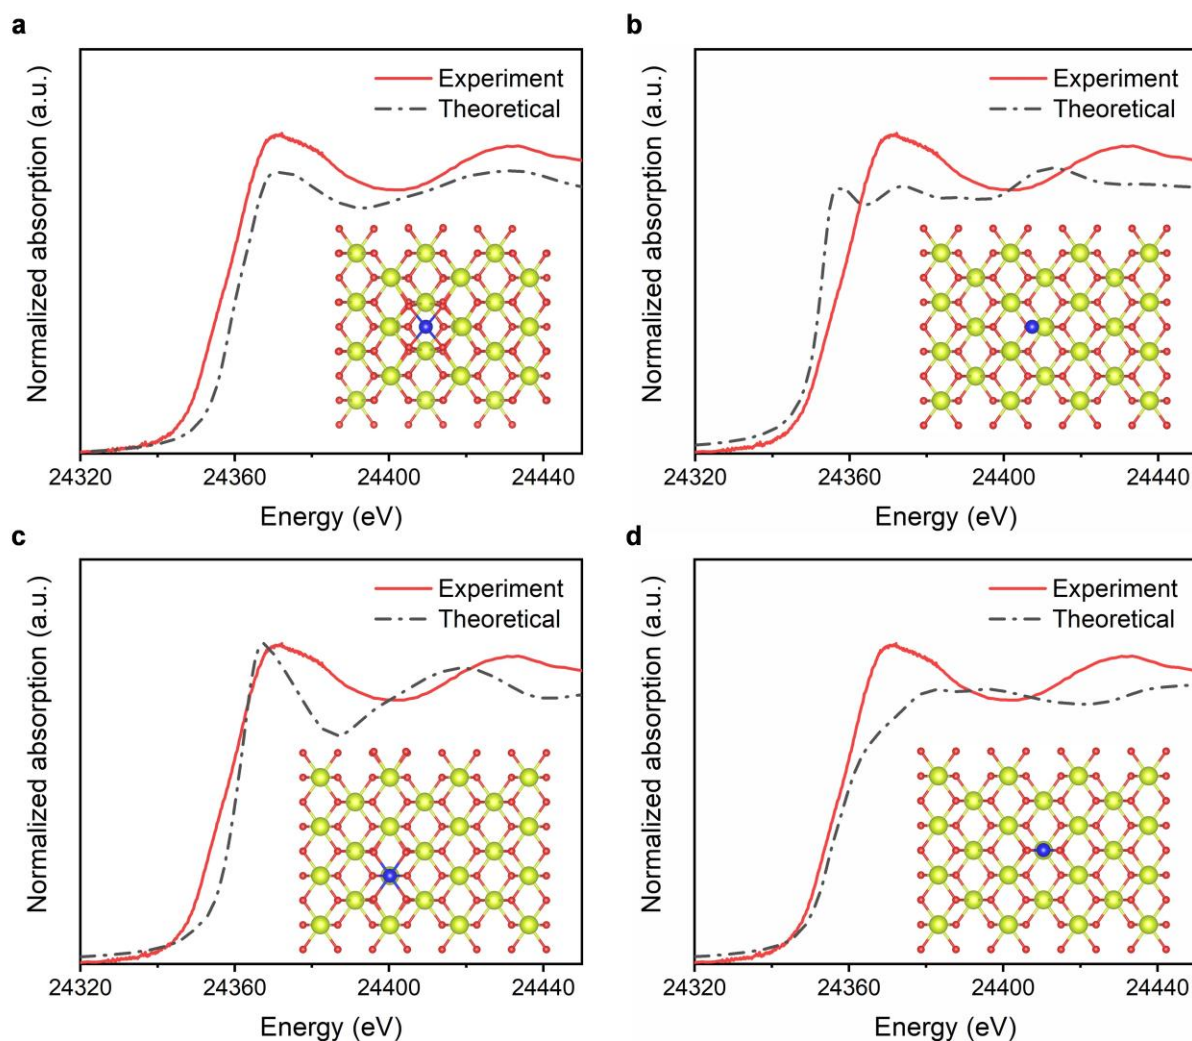 a
Normalized absorption (a.u.)
Experiment
Theoretical
24320 24360 24400 24440
Energy (eV)
b
Normalized absorption (a.u.)
Experiment
Theoretical
24320 24360 24400 24440
Energy (eV)
c
Normalized absorption (a.u.)
Experiment
Theoretical
24320 24360 24400 24440
Energy (eV)
d
Normalized absorption (a.u.)
Experiment
Theoretical
24320 24360 24400 24440
Energy (eV)